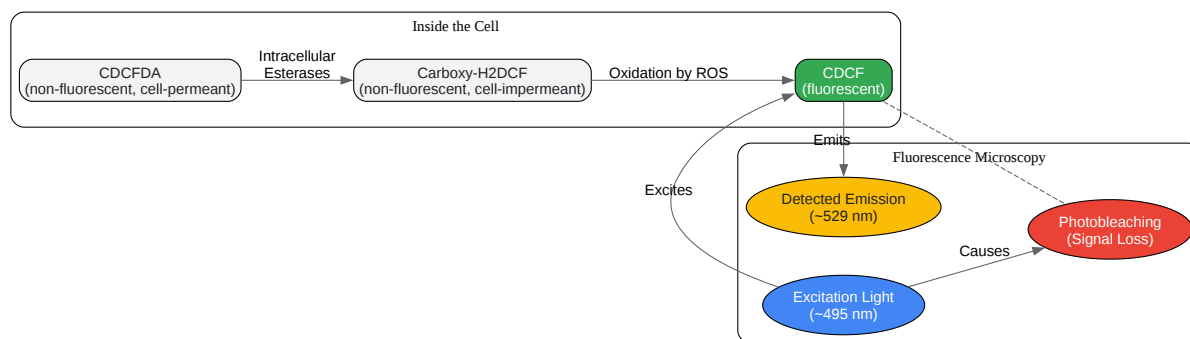 Inside the Cell
CDCFDA
(non-fluorescent, cell-permeant)
Intracellular
Esterases
Carboxy-H2DCF
(non-fluorescent, cell-impermeant)
Oxidation by ROS
CDCF
(fluorescent)
Emits
Fluorescence Microscopy
Excites
Detected Emission
(~529 nm)
Photobleaching
(Signal Loss)
Causes
Excitation Light
(~495 nm)